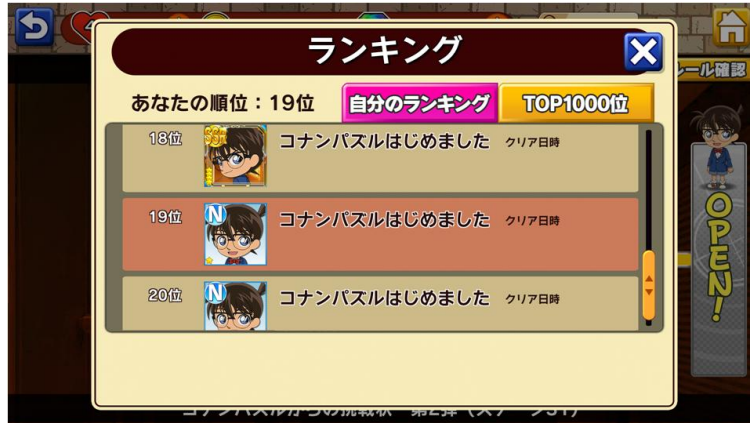 ランキング
ール確認
あなたの順位：19位
自分のランキング
TOP1000位
18位
コナンパズルはじめました
クリア日時
19位
N
コナンパズルはじめました
クリア日時
20位
N
コナンパズルはじめました
クリア日時
OPEN!